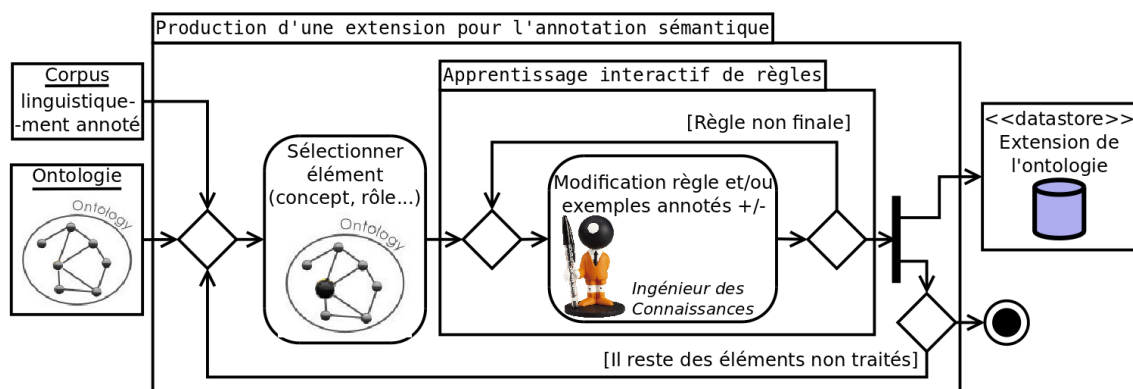 Production d'une extension pour l'annotation sémantique
Corpus
linguistique-
-ment annoté
Ontologie
Ontology
Sélectionner
élément
(concept, rôle...)
Ontology
Apprentissage interactif de règles
[Règle non finale]
Modification règle et/ou
exemples annotés +/-
Ingénieur des
Connaissances
[Il reste des éléments non traités]
<<datastore>>
Extension de
l'ontologie